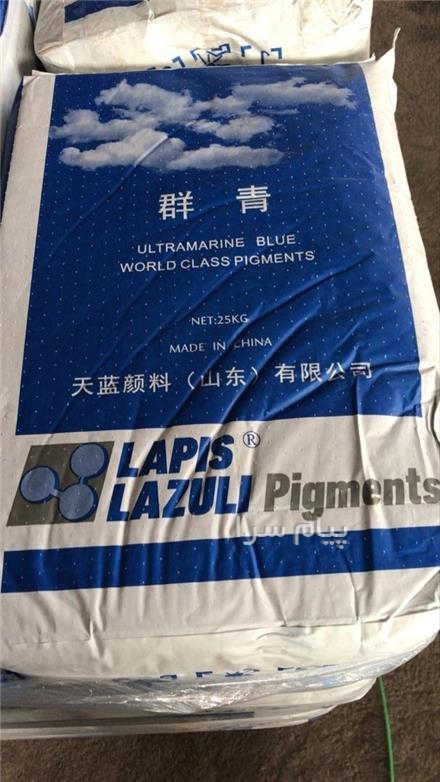 群青
ULTRAMARINE BLUE
WORLD CLASS PIGMENTS
NET:25KG
MADE IN CHINA
天蓝颜料（山东）有限公司
LAPIS ®
LAZULI Pigments
پیام سرا